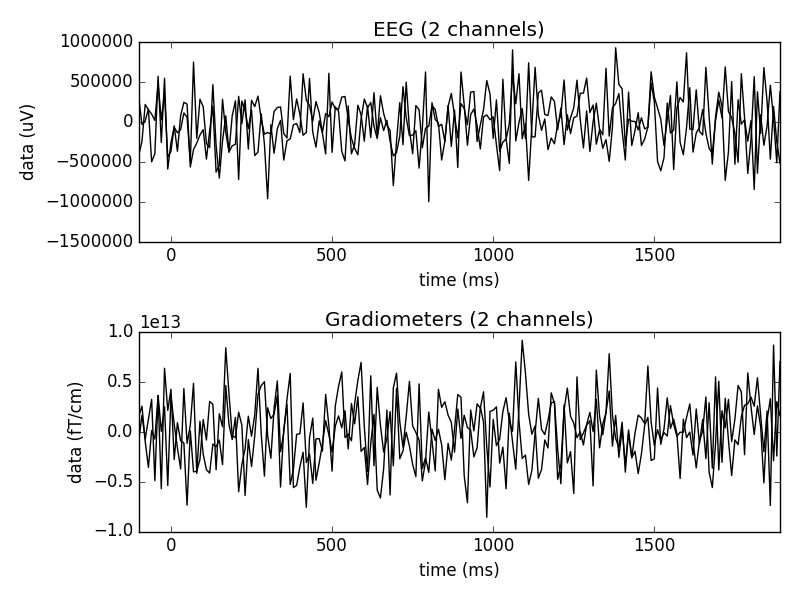 EEG (2 channels)
1000000
500000
0
−500000
−1000000
−1500000
data (uV)
0 500 1000 1500
time (ms)
1e13
Gradiometers (2 channels)
1.0
0.5
0.0
−0.5
−1.0
data (fT/cm)
0 500 1000 1500
time (ms)